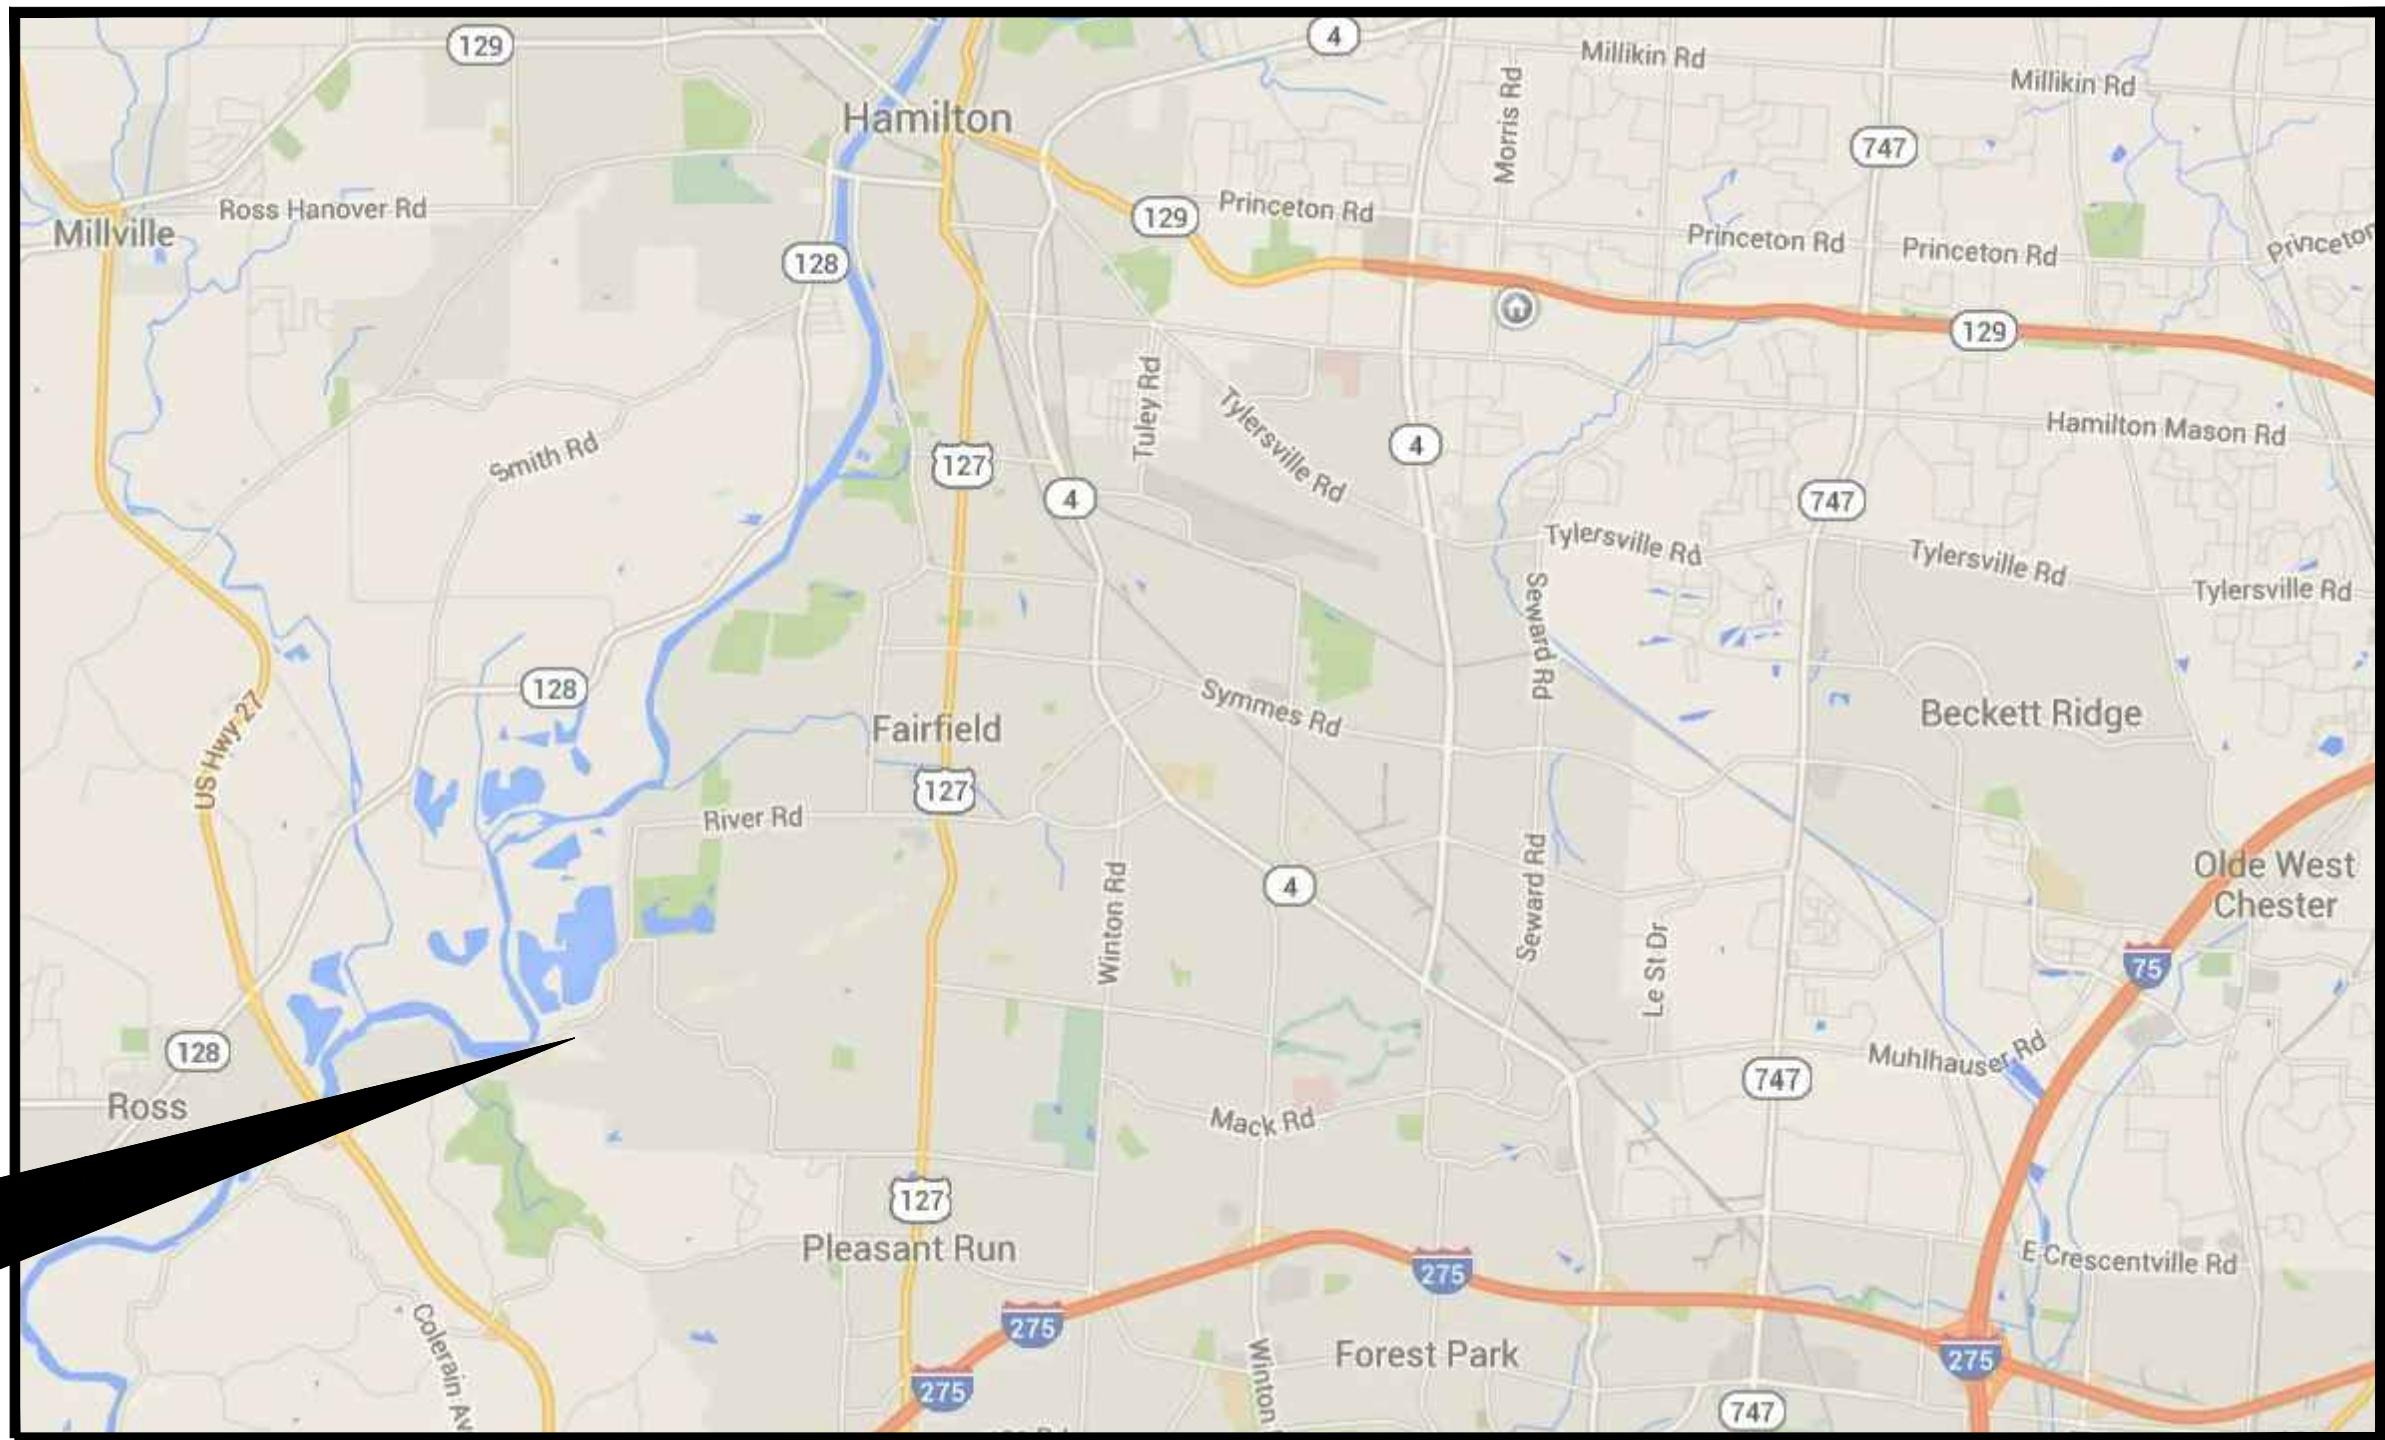 129
4
Millikin Rd
Millikin Rd
Morris Rd
Hamilton
747
Ross Hanover Rd
Millville
129
Princeton Rd
Princeton Rd
Princeton Rd
Princeton
128
129
Tuley Rd
Tylersville Rd
Hamilton Mason Rd
Smith Rd
127
4
4
747
Tylersville Rd
Tylersville Rd
Tylersville Rd
Seward Rd
128
US Hwy 27
Symmes Rd
Fairfield
Beckett Ridge
127
River Rd
4
Winton Rd
Seward Rd
Le St Dr
Olde West
Chester
75
128
Ross
Muhlhauser Rd
747
Mack Rd
127
Pleasant Run
275
E Crescentville Rd
275
Colerain Av
Forest Park
275
275
Winton
747